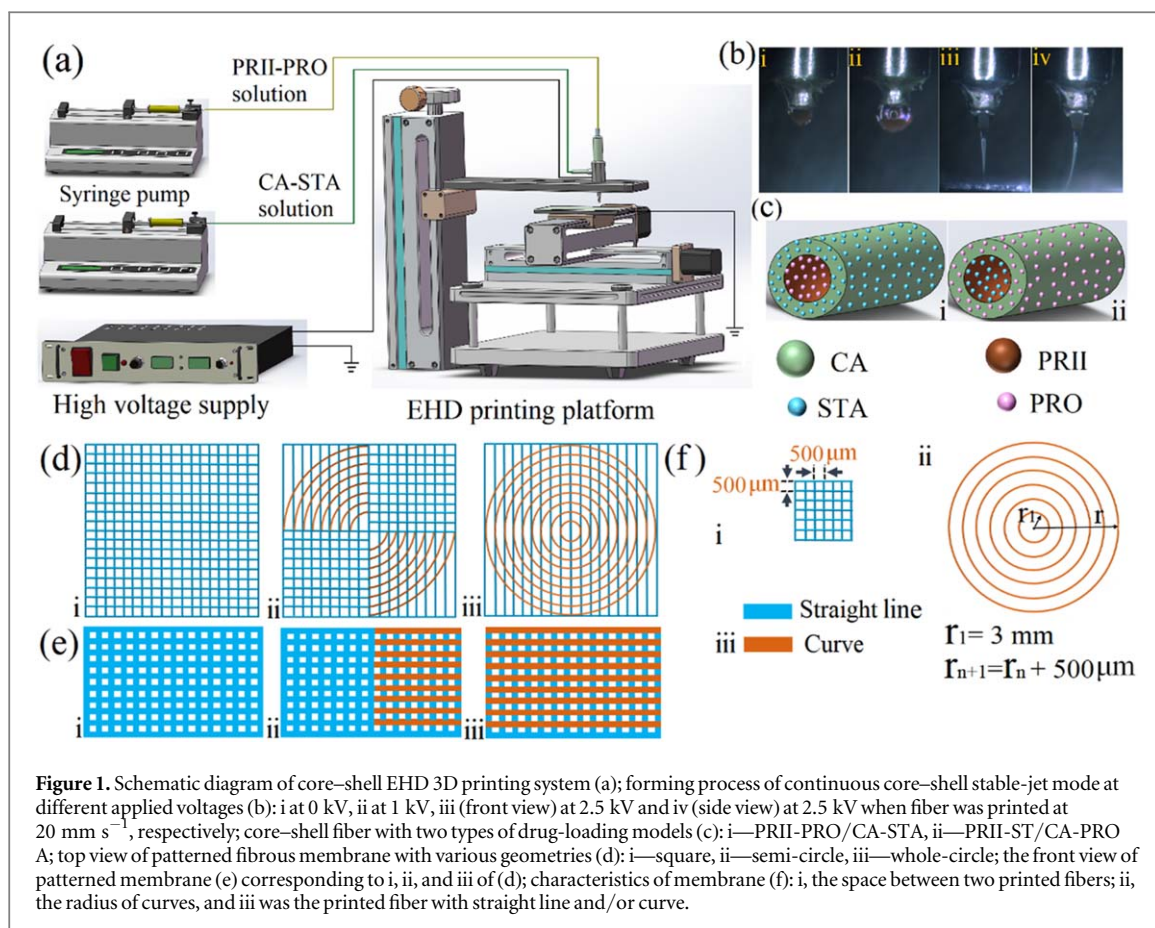 (a)
PRII-PRO
solution
Syringe pump
CA-STA
solution
High voltage supply
EHD printing platform
(b)
i
ii
iii
iv
(c)
i
ii
CA
PRII
STA
PRO
(d)
i
ii
iii
(e)
i
ii
iii
(f)
500 μm
500 μm
i
ii
r1
r
Straight line
iii
Curve
r1= 3 mm
rn+1=rn + 500μm
Figure 1. Schematic diagram of core–shell EHD 3D printing system (a); forming process of continuous core–shell stable-jet mode at
different applied voltages (b): i at 0 kV, ii at 1 kV, iii (front view) at 2.5 kV and iv (side view) at 2.5 kV when fiber was printed at
20 mm s−1, respectively; core–shell fiber with two types of drug-loading models (c): i—PRII-PRO/CA-STA, ii—PRII-ST/CA-PRO
A; top view of patterned fibrous membrane with various geometries (d): i—square, ii—semi-circle, iii—whole-circle; the front view of
patterned membrane (e) corresponding to i, ii, and iii of (d); characteristics of membrane (f): i, the space between two printed fibers; ii,
the radius of curves, and iii was the printed fiber with straight line and/or curve.